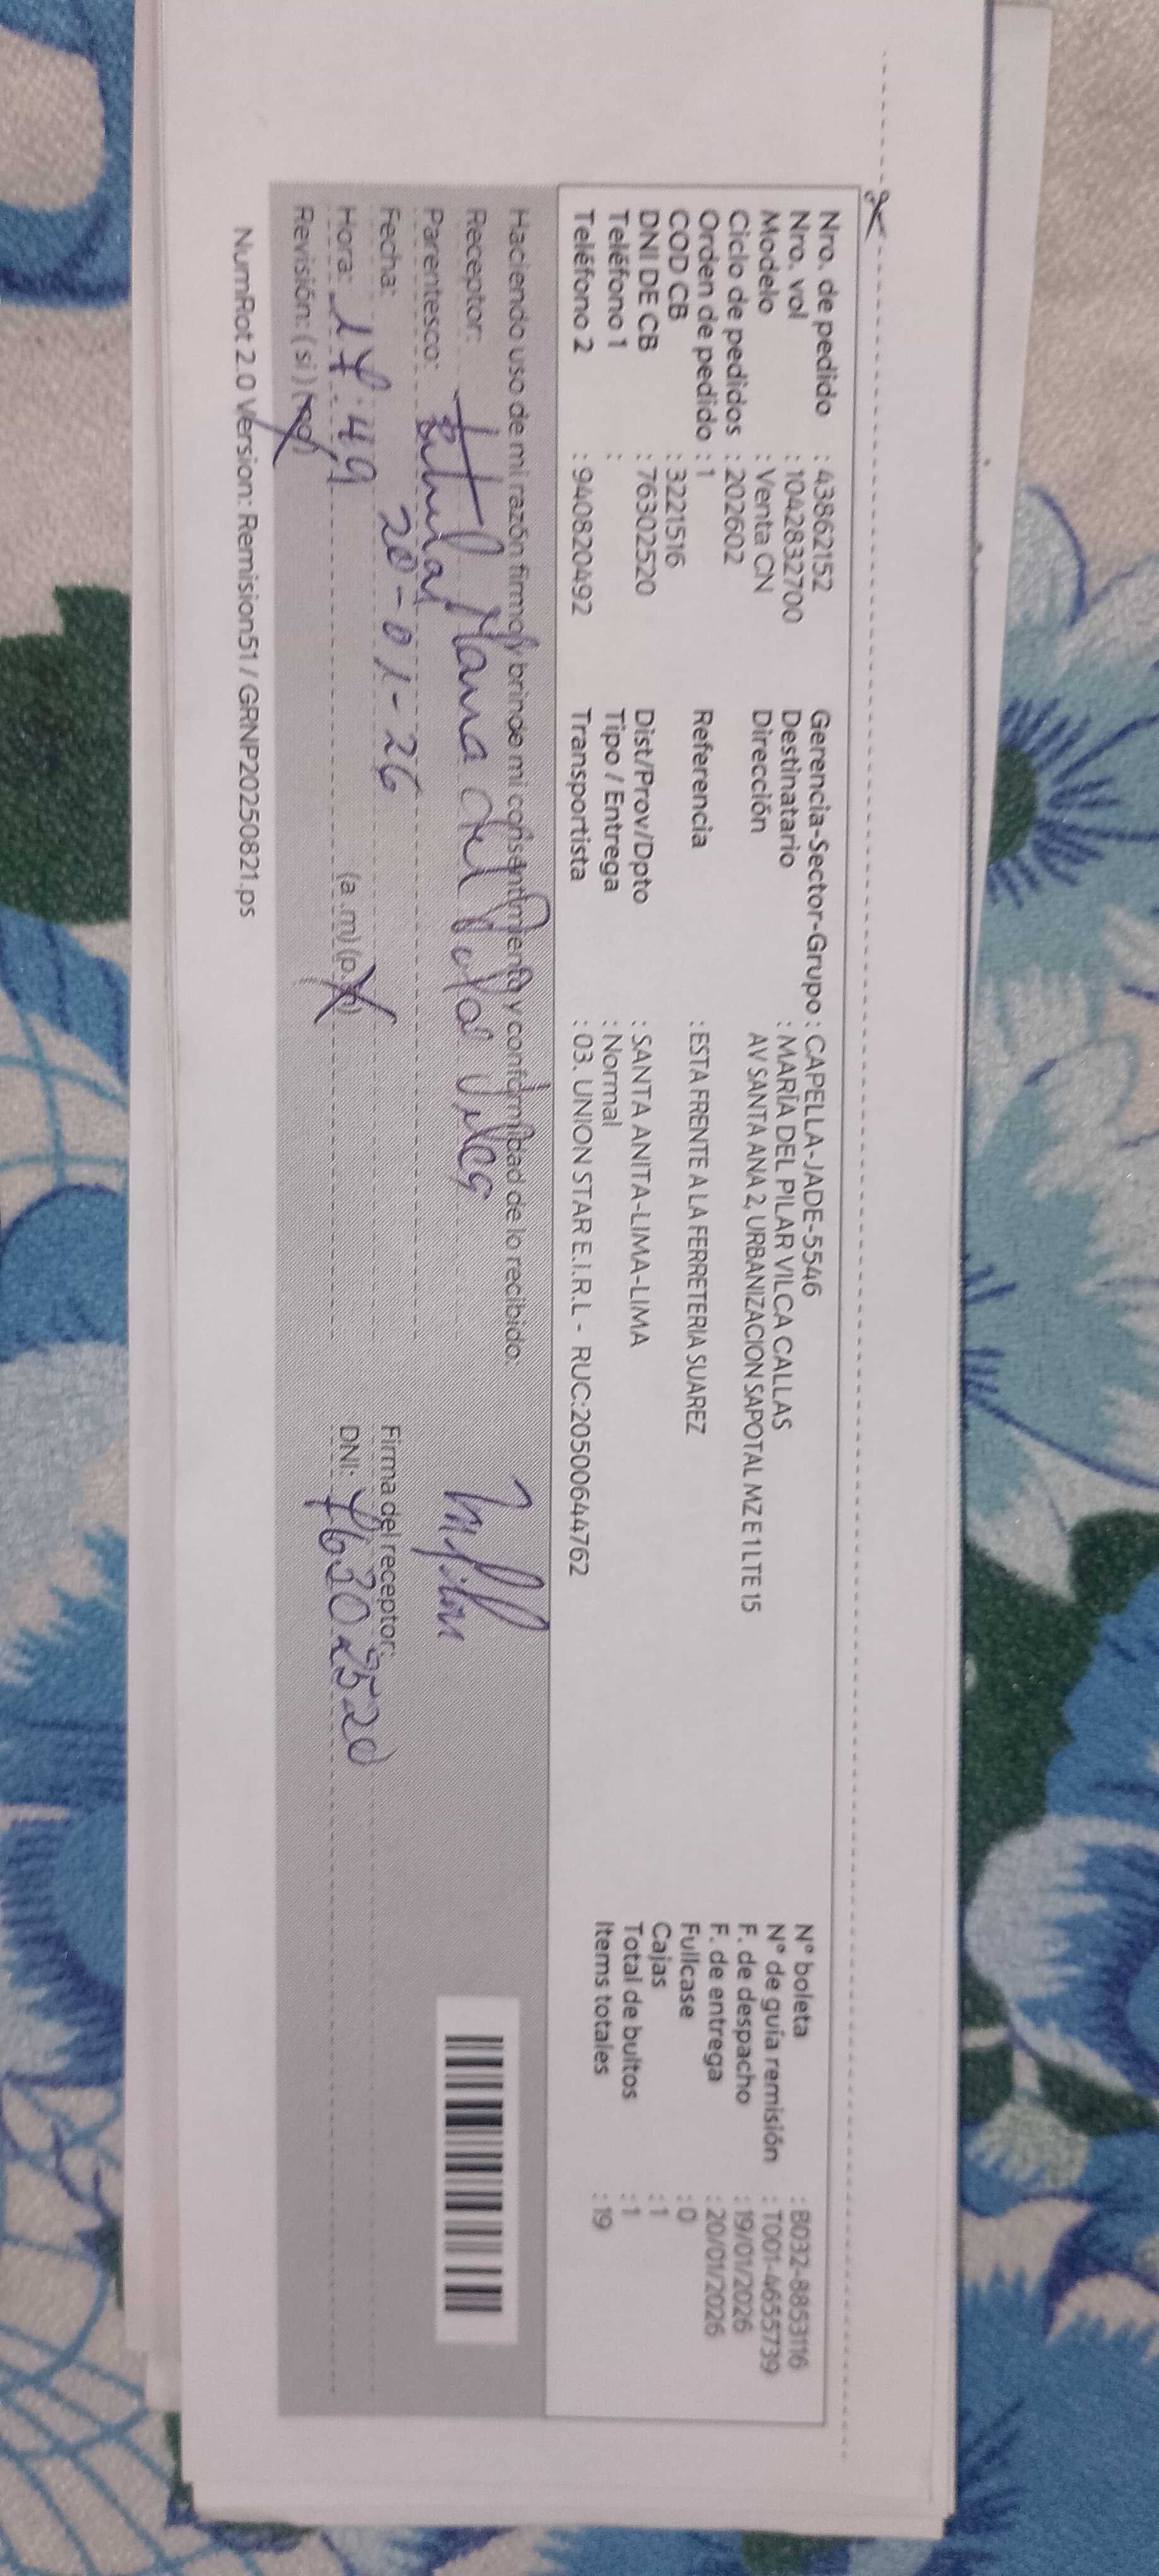 Nro. de pedido : 43862152
Nro. vol : 1042832700
Modelo : Venta CN
Ciclo de pedidos : 202602
Orden de pedido : 1
COD CB : 3221516
DNI DE CB : 76302520
Teléfono 1 :
Teléfono 2 : 940820492
Gerencia-Sector-Grupo : CAPELLA-JADE-5546
Destinatario : MARÍA DEL PILAR VILCA CALLAS
Dirección AV SANTA ANA 2, URBANIZACION SAPOTAL MZ E 1 LTE 15
Referencia : ESTA FRENTE A LA FERRETERIA SUAREZ
Dist/Prov/Dpto : SANTA ANITA-LIMA-LIMA
Tipo / Entrega : Normal
Transportista : 03. UNION STAR E.I.R.L - RUC:20500644762
N° boleta : B032-8853116
N° de guía remisión : T001-4655739
F. de despacho : 19/01/2026
F. de entrega : 20/01/2026
Fullcase : 0
Cajas : 1
Total de bultos : 1
Items totales : 19
Haciendo uso de mi razón firmo y brindo mi consentimiento y conformidad de lo recibido:
Receptor: Maria del Pilar Vilca
Parentesco: titular
Fecha: 20-01-26
Hora: 17:49 (a.m) (p.m)
Revisión: (si) (no)
Firma del receptor:
DNI: 76302520
NumRot 2.0 Version: Remision51 / GRNP20250821.ps